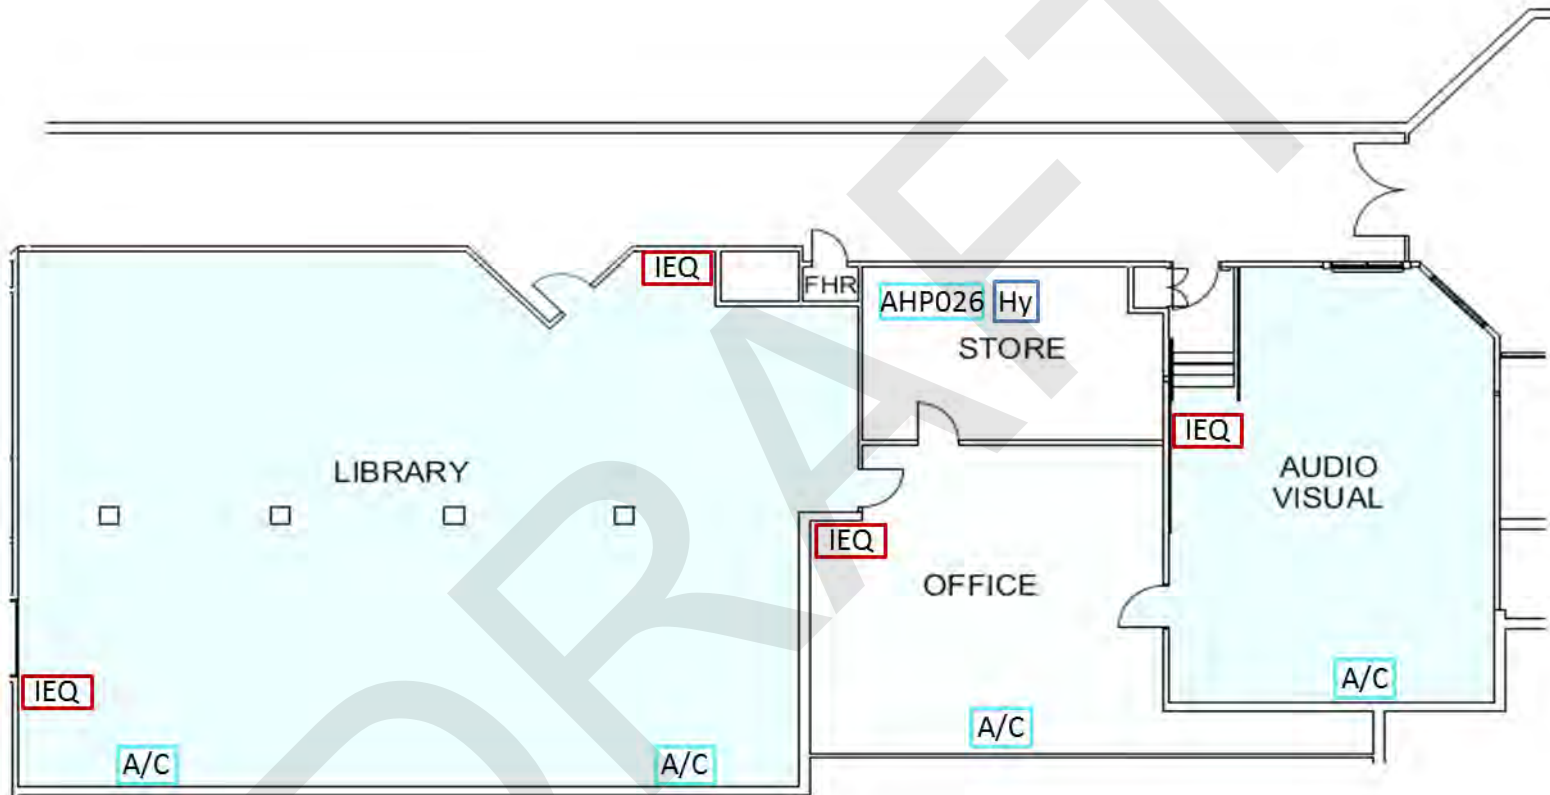 IEQ
FHR
AHP026 Hy
STORE
IEQ
LIBRARY
AUDIO
VISUAL
IEQ
OFFICE
IEQ
A/C
A/C
A/C
A/C
DRAFT